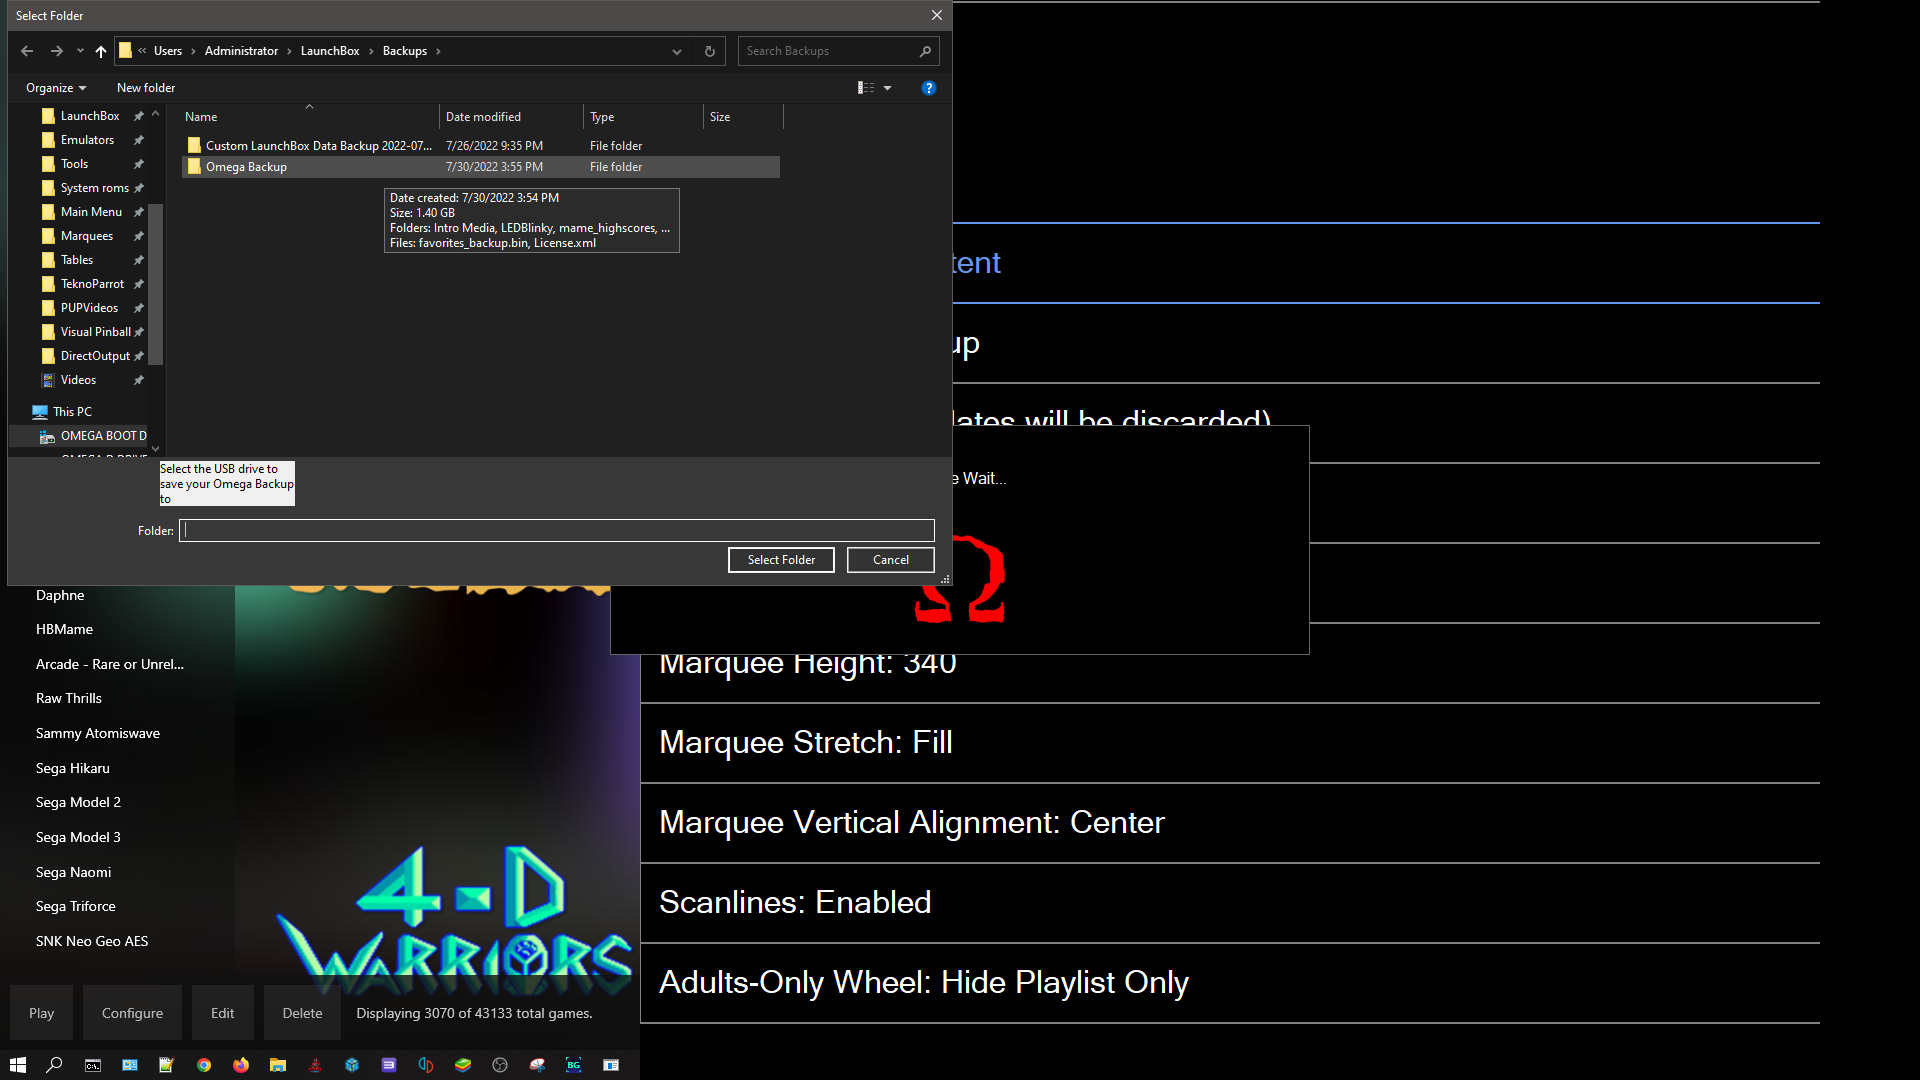 Select Folder
Users
Administrator
LaunchBox
Backups
Search Backups
Organize
New folder
?
Name
Date modified
Type
Size
LaunchBox
Emulators
Tools
System roms
Main Menu
Marquees
Tables
TeknoParrot
PUPVideos
Visual Pinball
DirectOutput
Videos
This PC
OMEGA BOOT D
Custom LaunchBox Data Backup 2022-07...
7/26/2022 9:35 PM
File folder
Omega Backup
7/30/2022 3:55 PM
File folder
Date created: 7/30/2022 3:54 PM
Size: 1.40 GB
Folders: Intro Media, LEDBlinky, mame_highscores, ...
Files: favorites_backup.bin, License.xml
Select the USB drive to
save your Omega Backup
to
Folder:
Select Folder
Cancel
tent
up
lates will be discarded)
e Wait...
Ω
Marquee Height: 340
Marquee Stretch: Fill
Marquee Vertical Alignment: Center
Scanlines: Enabled
Adults-Only Wheel: Hide Playlist Only
Daphne
HBMame
Arcade - Rare or Unrel...
Raw Thrills
Sammy Atomiswave
Sega Hikaru
Sega Model 2
Sega Model 3
Sega Naomi
Sega Triforce
SNK Neo Geo AES
4-D
WARRIORS
Play
Configure
Edit
Delete
Displaying 3070 of 43133 total games.
BG